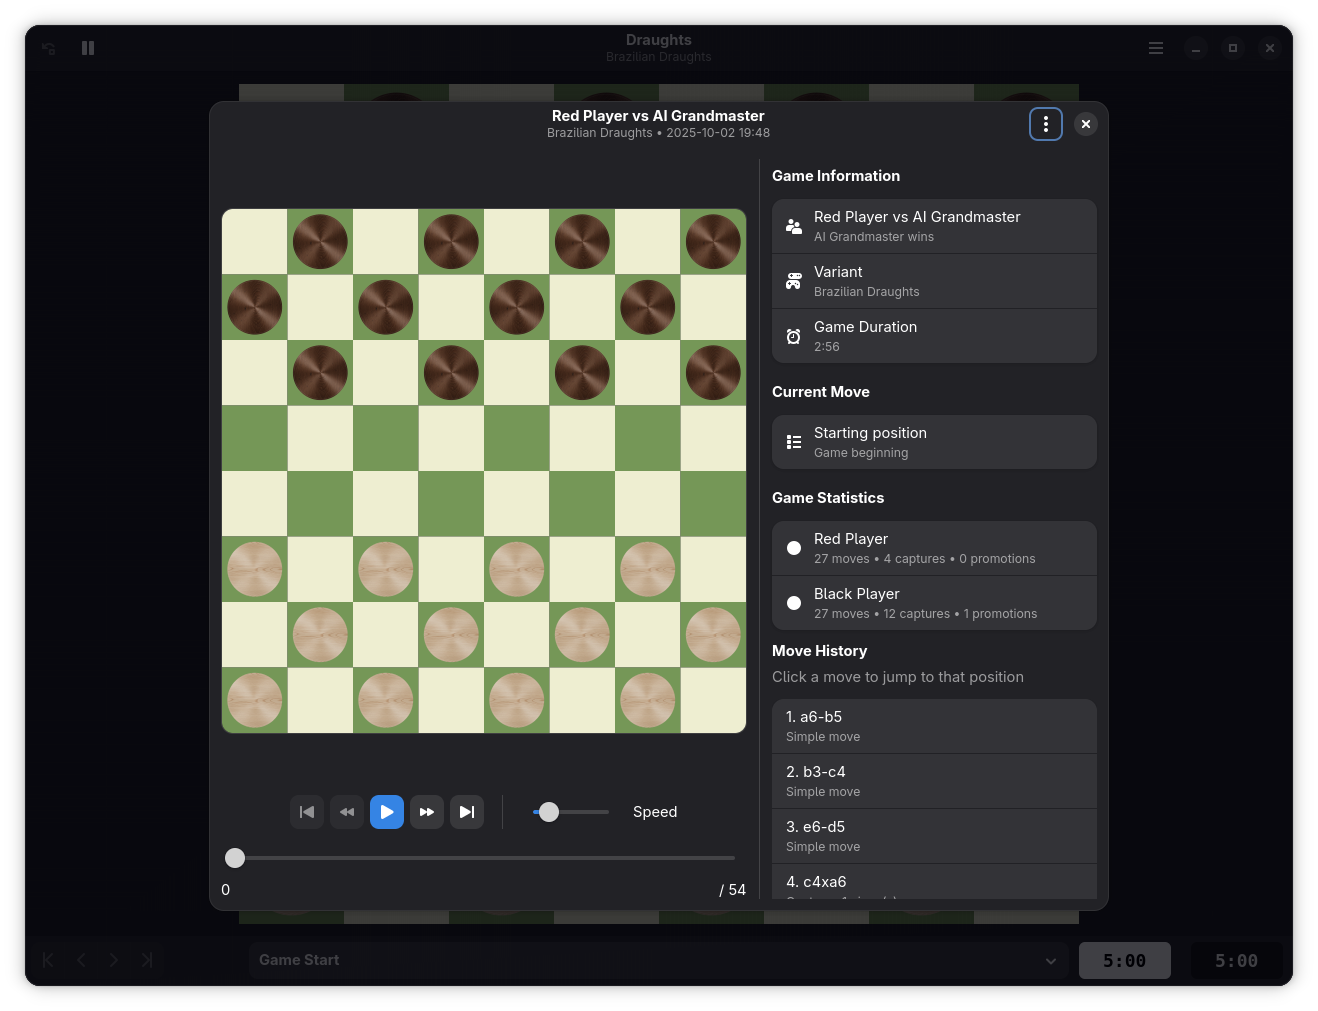 Draughts
Brazilian Draughts
Red Player vs AI Grandmaster
Brazilian Draughts • 2025-10-02 19:48
Game Information
Red Player vs AI Grandmaster
AI Grandmaster wins
Variant
Brazilian Draughts
Game Duration
2:56
Current Move
Starting position
Game beginning
Game Statistics
Red Player
27 moves • 4 captures • 0 promotions
Black Player
27 moves • 12 captures • 1 promotions
Move History
Click a move to jump to that position
1. a6-b5
Simple move
2. b3-c4
Simple move
3. e6-d5
Simple move
4. c4xa6
Speed
0
/ 54
Game Start
5:00
5:00